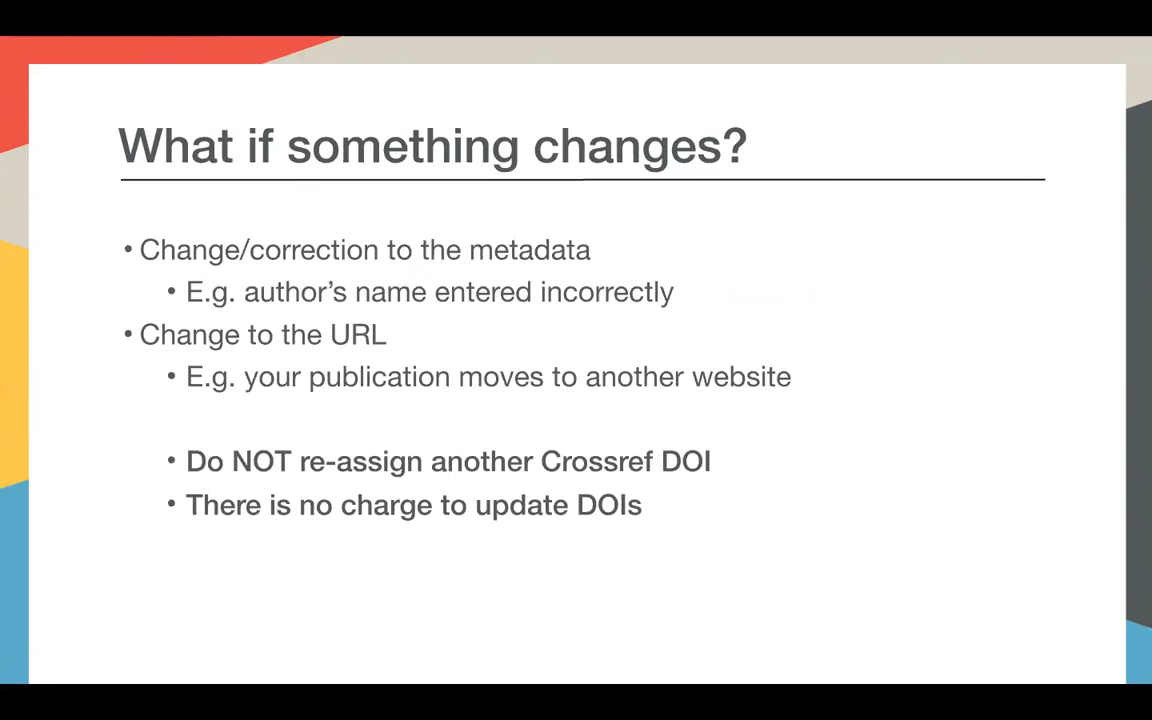 What if something changes?
• Change/correction to the metadata
• E.g. author’s name entered incorrectly
• Change to the URL
• E.g. your publication moves to another website
• Do NOT re-assign another Crossref DOI
• There is no charge to update DOIs